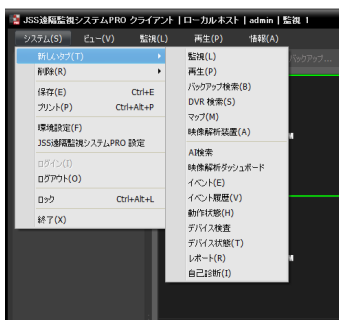 JSS遠隔監視システムPRO クライアント | ローカルホスト | admin | 監視 1
システム(S) ビュー(V) 監視(L) 再生(P) 情報(A)
新しいタブ(T)
削除(R)
保存(E) Ctrl+E
プリント(P) Ctrl+Alt+P
環境設定(F)
JSS遠隔監視システムPRO 設定
ログイン(I)
ログアウト(O)
ロック Ctrl+Alt+L
終了(X)
監視(L)
再生(P)
バックアップ検索(B)
DVR 検索(S)
マップ(M)
映像解析装置(A)
AI検索
映像解析ダッシュボード
イベント(E)
イベント履歴(V)
動作状態(H)
デバイス検査
デバイス状態(T)
レポート(R)
自己診断(I)
バックアップ...